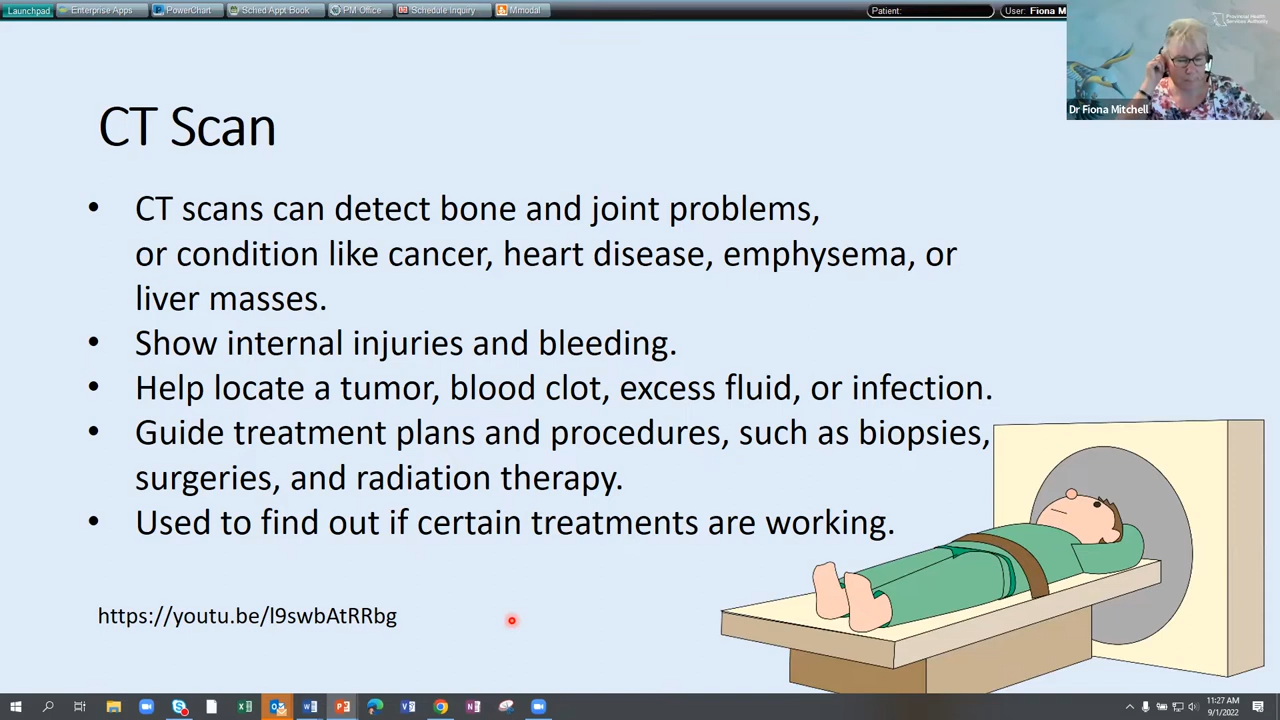 Launchpad Enterprise Apps PowerChart Sched Appt Book PM Office Schedule Inquiry Mmodal Patient: User: Fiona M
Provincial Health
Services Authority
Dr Fiona Mitchell
CT Scan
• CT scans can detect bone and joint problems,
or condition like cancer, heart disease, emphysema, or
liver masses.
• Show internal injuries and bleeding.
• Help locate a tumor, blood clot, excess fluid, or infection.
• Guide treatment plans and procedures, such as biopsies,
surgeries, and radiation therapy.
• Used to find out if certain treatments are working.
https://youtu.be/l9swbAtRRbg
11:27 AM
9/1/2022